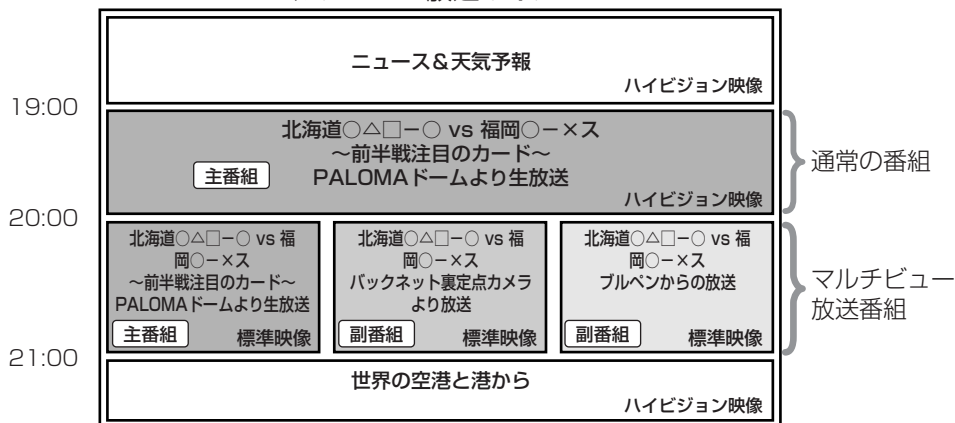 ニュース＆天気予報
ハイビジョン映像
19:00
北海道○△□ー○ vs 福岡○ー×ス
～前半戦注目のカード～
主番組
PALOMAドームより生放送
ハイビジョン映像
通常の番組
20:00
北海道○△□ー○ vs 福
岡○ー×ス
～前半戦注目のカード～
PALOMAドームより生放送
主番組
標準映像
北海道○△□ー○ vs 福
岡○ー×ス
バックネット裏定点カメラ
より放送
副番組
標準映像
北海道○△□ー○ vs 福
岡○ー×ス
ブルペンからの放送
副番組
標準映像
マルチビュー
放送番組
21:00
世界の空港と港から
ハイビジョン映像